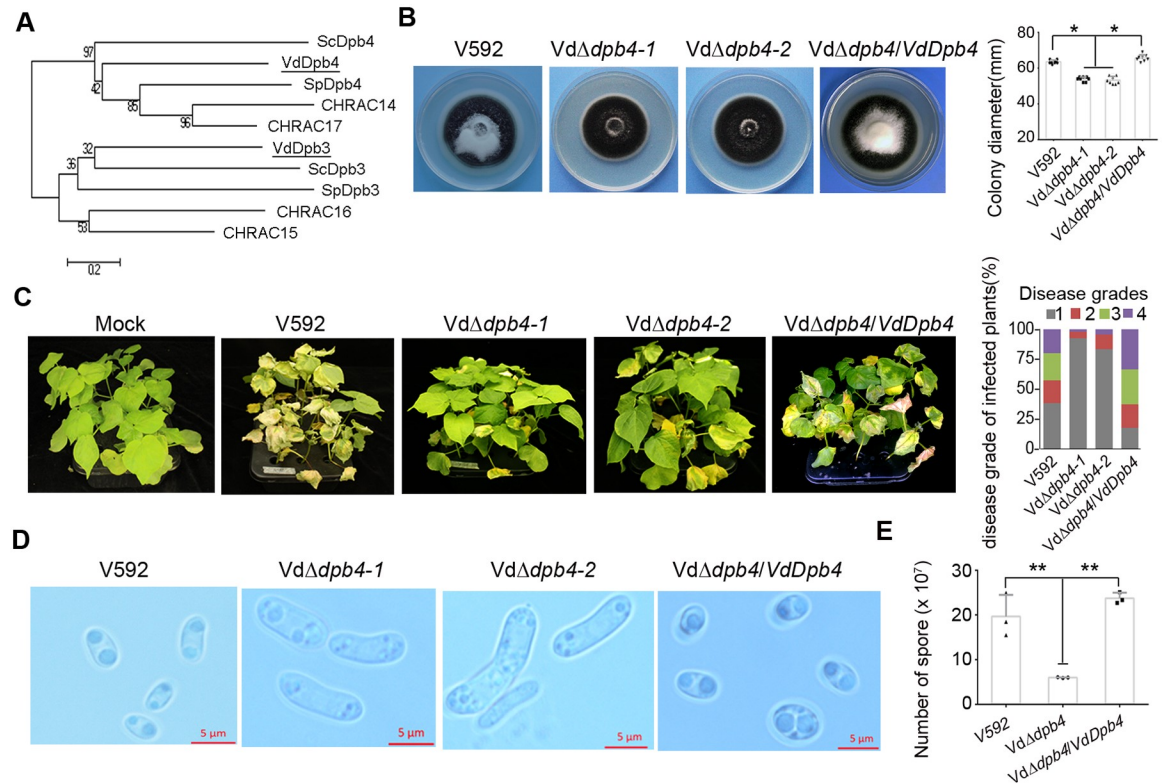 A
ScDpb4
97
VdDpb4
42
SpDpb4
85
CHRAC14
96
CHRAC17
32
VdDpb3
36
ScDpb3
SpDpb3
CHRAC16
53
CHRAC15
0.2
B
V592 VdΔdpb4-1 VdΔdpb4-2 VdΔdpb4/VdDpb4
Colony diameter(mm)
80
60
40
20
* *
V592
VdΔdpb4-1
VdΔdpb4-2
VdΔdpb4/VdDpb4
C
Mock V592 VdΔdpb4-1 VdΔdpb4-2 VdΔdpb4/VdDpb4
disease grade of infected plants(%)
Disease grades
1 2 3 4
100
75
50
25
0
V592
VdΔdpb4-1
VdΔdpb4-2
VdΔdpb4/VdDpb4
D
V592 VdΔdpb4-1 VdΔdpb4-2 VdΔdpb4/VdDpb4
5 μm 5 μm 5 μm 5 μm
E
Number of spore (x 10⁷)
30
20
10
0
** **
V592
VdΔdpb4
VdΔdpb4/VdDpb4